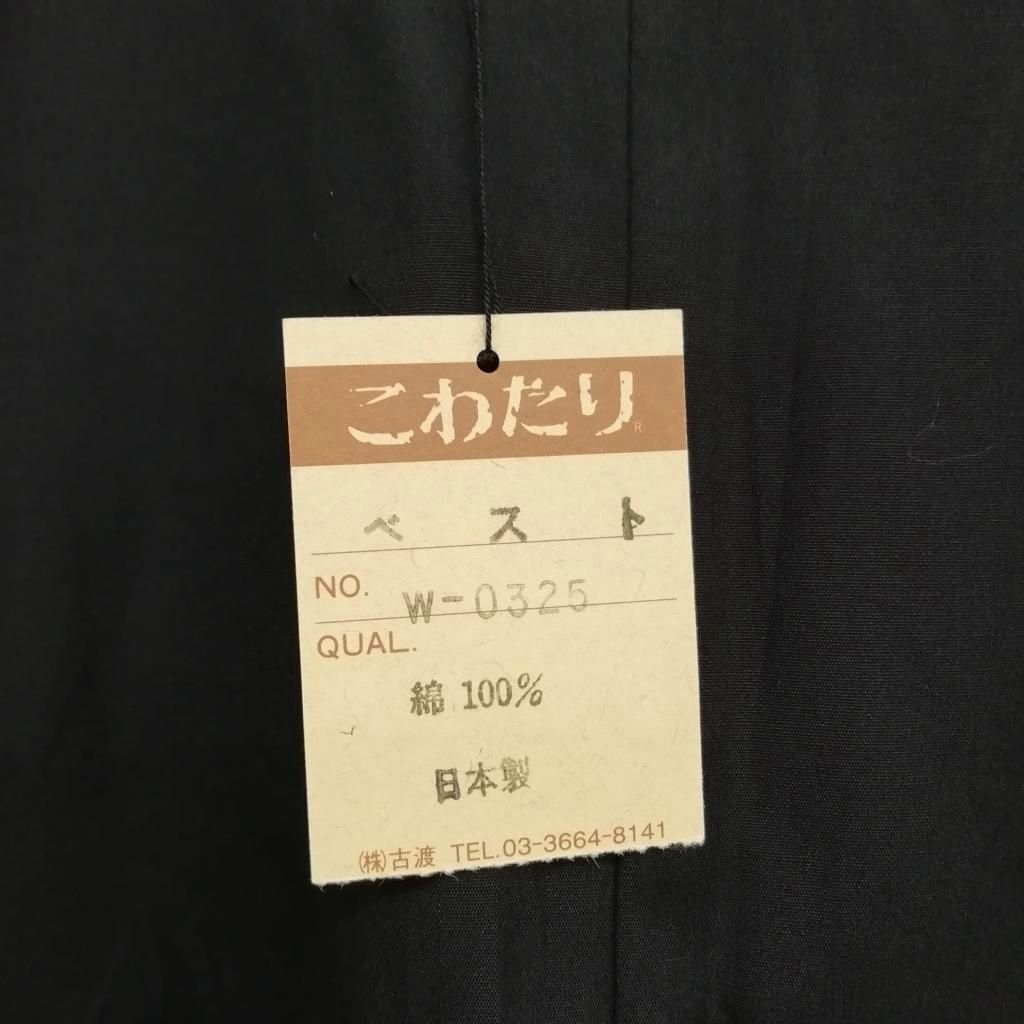 こわたり®
ベスト
NO. W-0325
QUAL.
綿 100%
日本製
(株)古渡 TEL.03-3664-8141